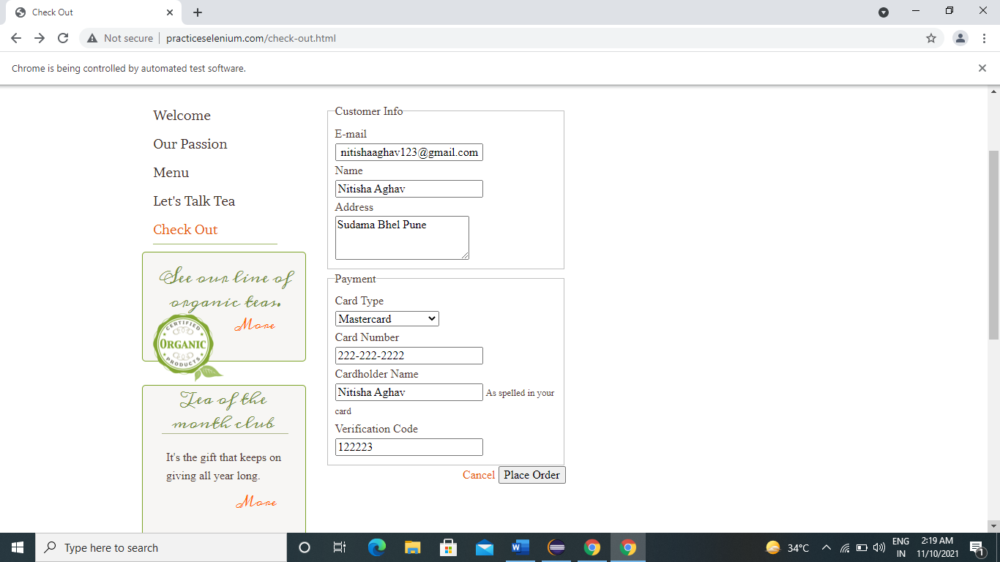 Check Out
Not secure
practiceselenium.com/check-out.html
Chrome is being controlled by automated test software.
Welcome
Our Passion
Menu
Let's Talk Tea
Check Out
See our line of
organic teas.
More
CERTIFIED
ORGANIC
PRODUCTS
Tea of the
month club
It's the gift that keeps on
giving all year long.
More
Customer Info
E-mail
nitishaaghav123@gmail.com
Name
Nitisha Aghav
Address
Sudama Bhel Pune
Payment
Card Type
Mastercard
Card Number
222-222-2222
Cardholder Name
Nitisha Aghav As spelled in your
card
Verification Code
122223
Cancel Place Order
Type here to search
W
34°C
ENG
IN
2:19 AM
11/10/2021
1